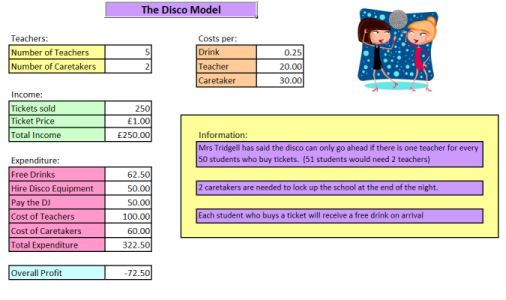 The Disco Model
Teachers:
Number of Teachers 5
Number of Caretakers 2
Costs per:
Drink 0.25
Teacher 20.00
Caretaker 30.00
Income:
Tickets sold 250
Ticket Price £1.00
Total Income £250.00
Information:
Mrs Tridgell has said the disco can only go ahead if there is one teacher for every
50 students who buy tickets. (51 students would need 2 teachers)
2 caretakers are needed to lock up the school at the end of the night.
Each student who buys a ticket will receive a free drink on arrival
Expenditure:
Free Drinks 62.50
Hire Disco Equipment 50.00
Pay the DJ 50.00
Cost of Teachers 100.00
Cost of Caretakers 60.00
Total Expenditure 322.50
Overall Profit -72.50